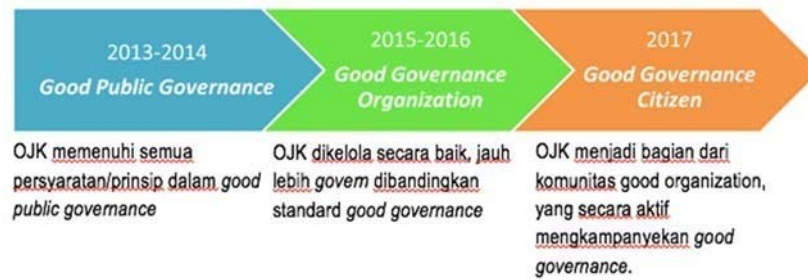 2013-2014
Good Public Governance
2015-2016
Good Governance
Organization
2017
Good Governance
Citizen
OJK memenuhi semua
persyaratan/prinsip dalam good
public governance
OJK dikelola secara baik, jauh
lebih govern dibandingkan
standard good governance
OJK menjadi bagian dari
komunitas good organization,
yang secara aktif
mengkampanyekan good
governance.